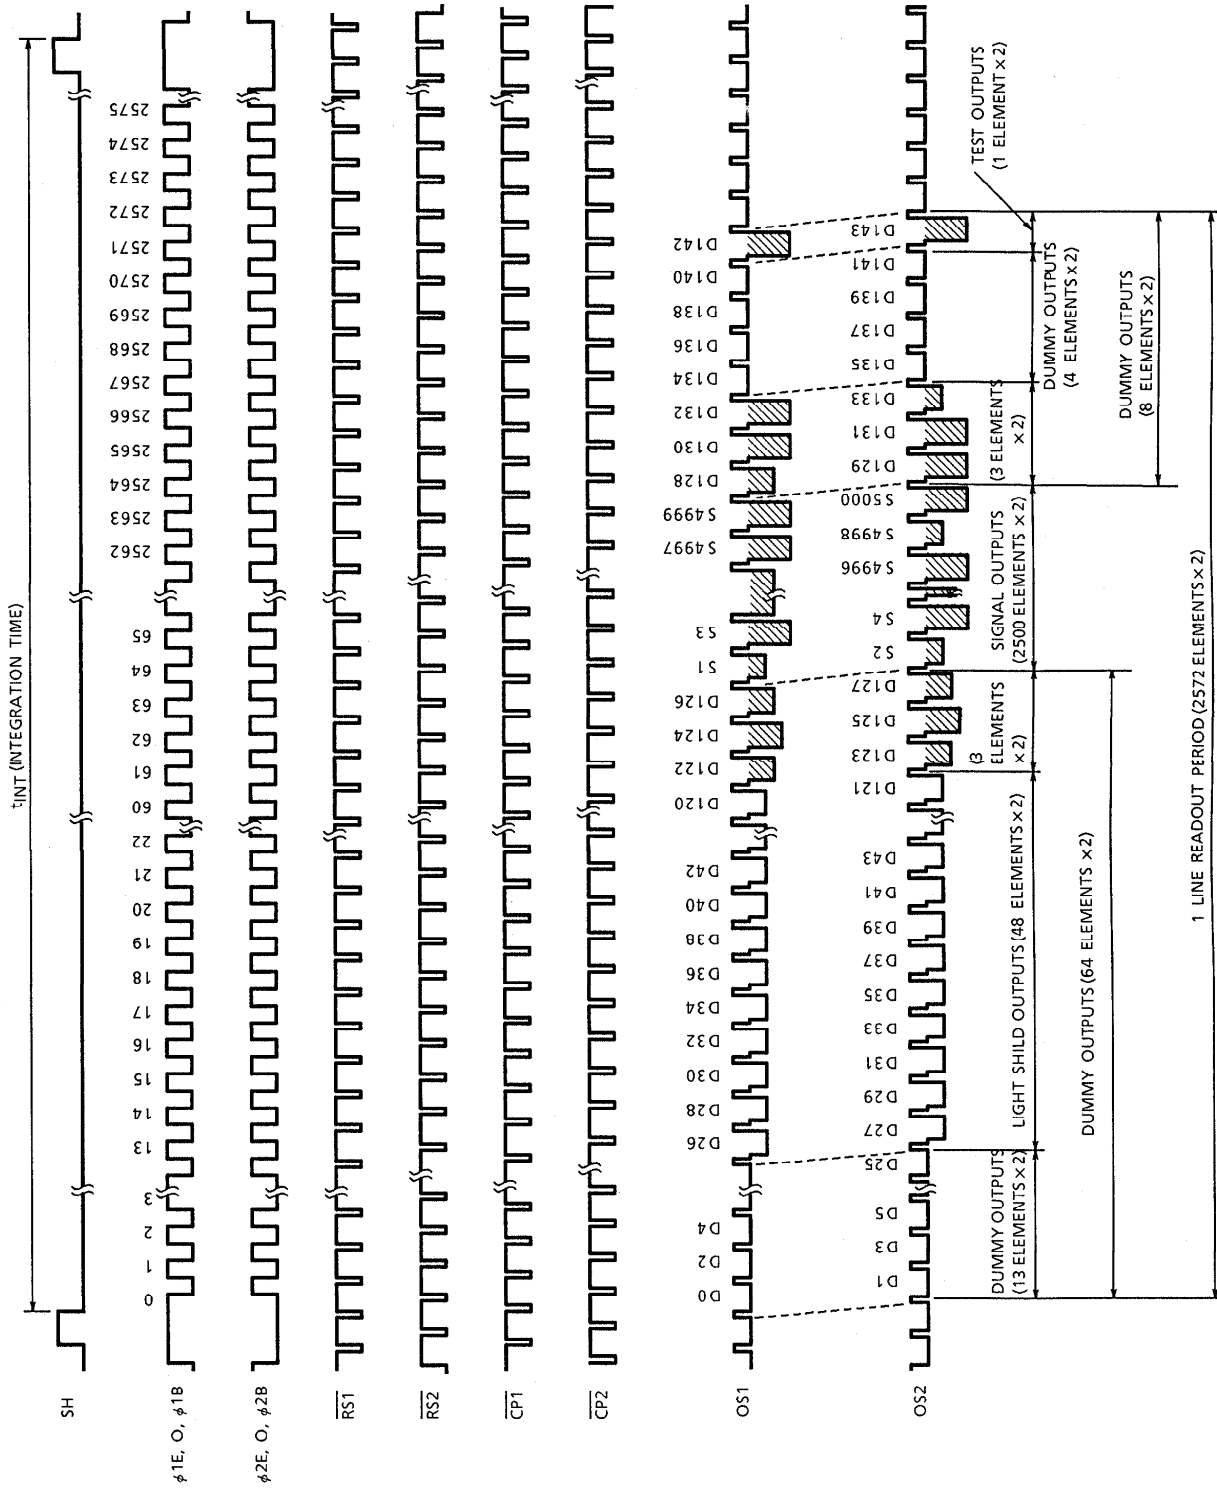 tINT (INTEGRATION TIME)
SH
0 1 2 3 13 14 15 16 17 18 19 20 21 22 60 61 62 63 64 65 2562 2563 2564 2565 2566 2567 2568 2569 2570 2571 2572 2573 2574 2575
ϕ1E, O, ϕ1B
ϕ2E, O, ϕ2B
RS1
RS2
CP1
CP2
D0 D2 D4 D26 D28 D30 D32 D34 D36 D38 D40 D42 D120 D122 D124 D126 S1 S3 S4997 S4999 D128 D130 D132 D134 D136 D138 D140 D142
OS1
D1 D3 D5 D25 D27 D29 D31 D33 D35 D37 D39 D41 D43 D121 D123 D125 D127 S2 S4 S4996 S4998 S5000 D129 D131 D133 D135 D137 D139 D141 D143
OS2
DUMMY OUTPUTS
(13 ELEMENTS×2)
LIGHT SHILD OUTPUTS (48 ELEMENTS×2)
(3
ELEMENTS
×2)
SIGNAL OUTPUTS
(2500 ELEMENTS ×2)
(3 ELEMENTS
×2)
DUMMY OUTPUTS
(4 ELEMENTS×2)
TEST OUTPUTS
(1 ELEMENT×2)
DUMMY OUTPUTS (64 ELEMENTS ×2)
DUMMY OUTPUTS
(8 ELEMENTS×2)
1 LINE READOUT PERIOD (2572 ELEMENTS×2)